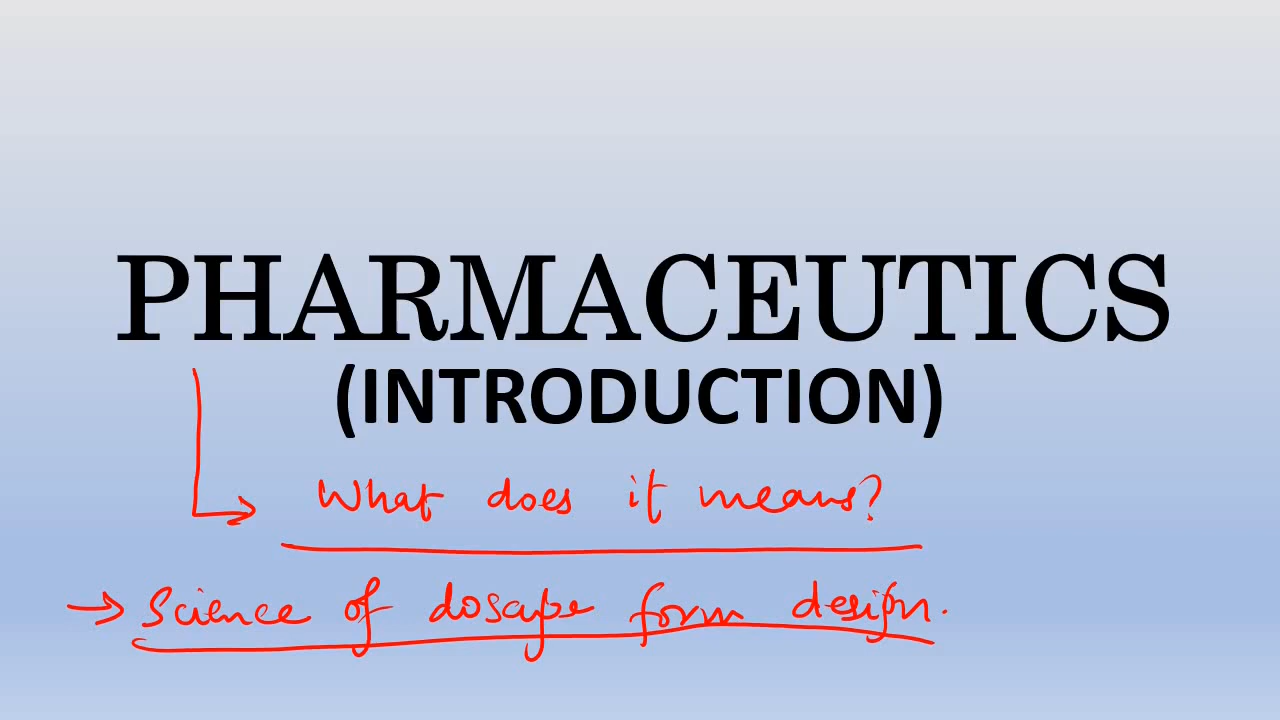 PHARMACEUTICS
(INTRODUCTION)
What does it means?
Science of dosage form design.